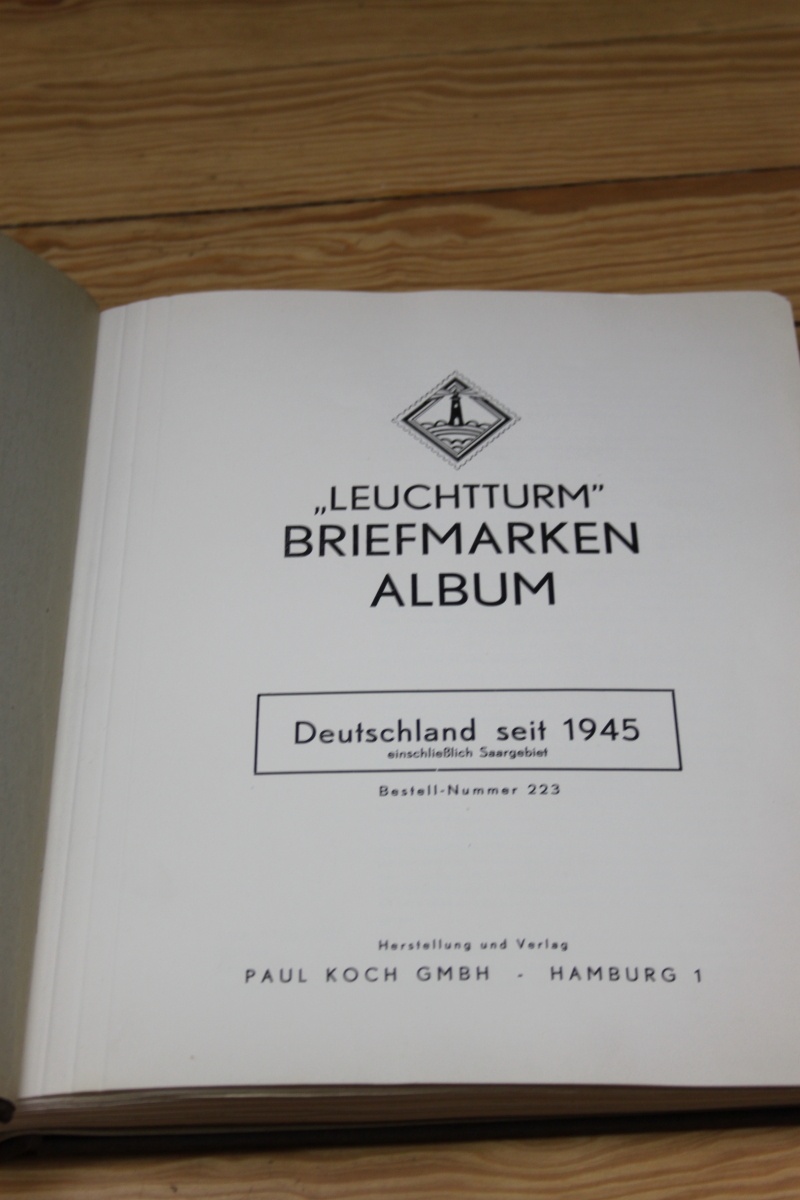 „LEUCHTTURM”
BRIEFMARKEN
ALBUM
Deutschland seit 1945
einschließlich Saargebiet
Bestell-Nummer 223
Herstellung und Verlag
PAUL KOCH GMBH - HAMBURG 1